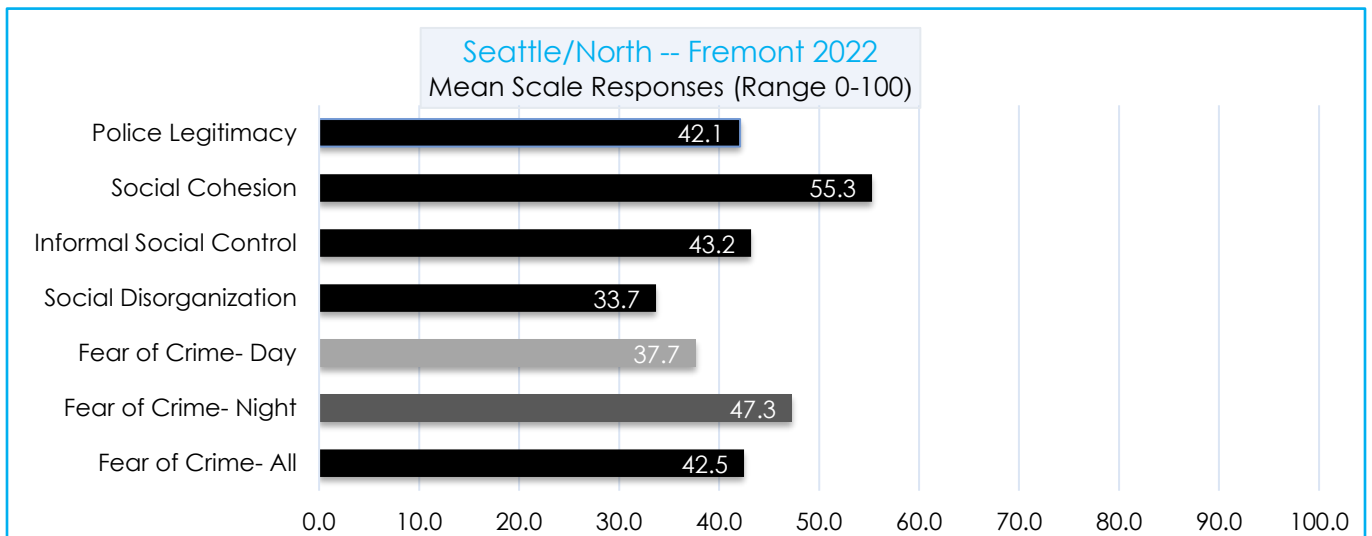 Seattle/North -- Fremont 2022
Mean Scale Responses (Range 0-100)
Police Legitimacy 42.1
Social Cohesion 55.3
Informal Social Control 43.2
Social Disorganization 33.7
Fear of Crime- Day 37.7
Fear of Crime- Night 47.3
Fear of Crime- All 42.5
0.0 10.0 20.0 30.0 40.0 50.0 60.0 70.0 80.0 90.0 100.0